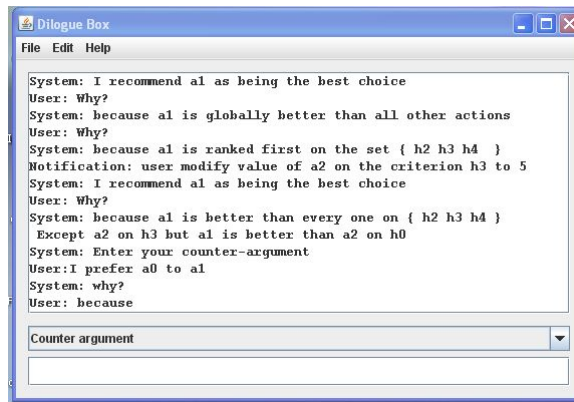 Dilogue Box
File Edit Help
System: I recommend a1 as being the best choice
User: Why?
System: because a1 is globally better than all other actions
User: Why?
System: because a1 is ranked first on the set { h2 h3 h4 }
Notification: user modify value of a2 on the criterion h3 to 5
System: I recommend a1 as being the best choice
User: Why?
System: because a1 is better than every one on { h2 h3 h4 }
Except a2 on h3 but a1 is better than a2 on h0
System: Enter your counter-argument
User:I prefer a0 to a1
System: why?
User: because
Counter argument